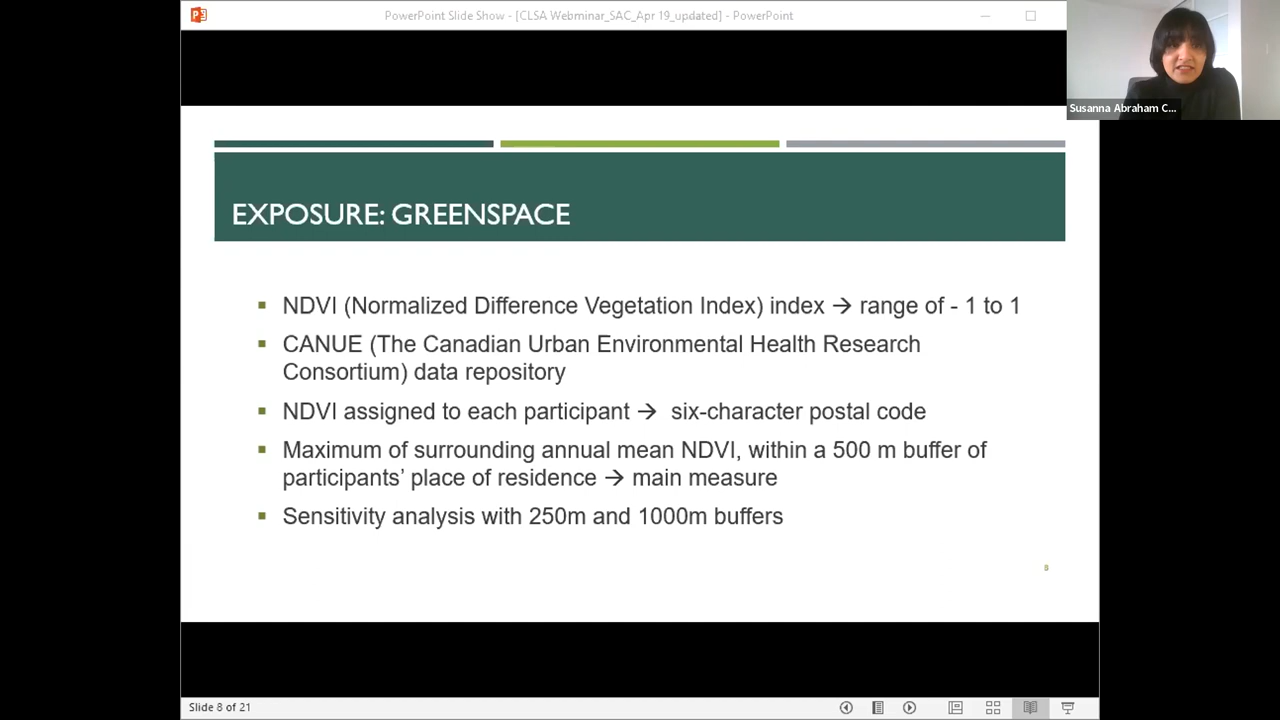 PowerPoint Slide Show - [CLSA Webminar_SAC_Apr 19_updated] - PowerPoint
Susanna Abraham C...
EXPOSURE: GREENSPACE
▪ NDVI (Normalized Difference Vegetation Index) index → range of - 1 to 1
▪ CANUE (The Canadian Urban Environmental Health Research
Consortium) data repository
▪ NDVI assigned to each participant → six-character postal code
▪ Maximum of surrounding annual mean NDVI, within a 500 m buffer of
participants’ place of residence → main measure
▪ Sensitivity analysis with 250m and 1000m buffers
8
Slide 8 of 21